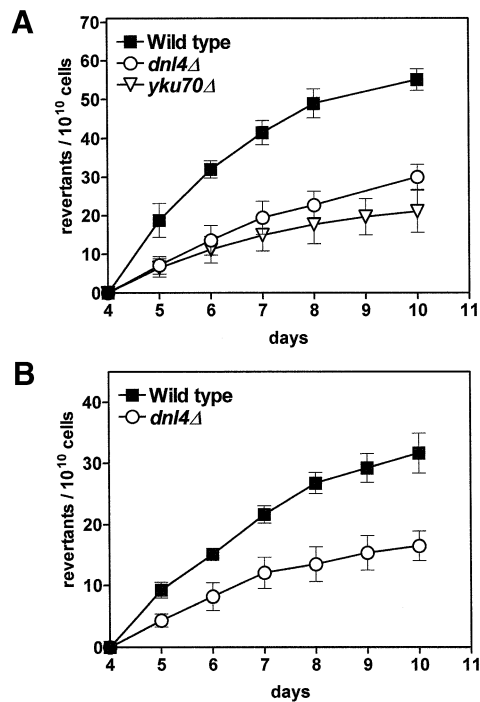 A
70
60
50
40
30
20
10
0
revertants / 10¹⁰ cells
Wild type
dnl4Δ
yku70Δ
4 5 6 7 8 9 10 11
days
B
40
30
20
10
0
revertants / 10¹⁰ cells
Wild type
dnl4Δ
4 5 6 7 8 9 10 11
days